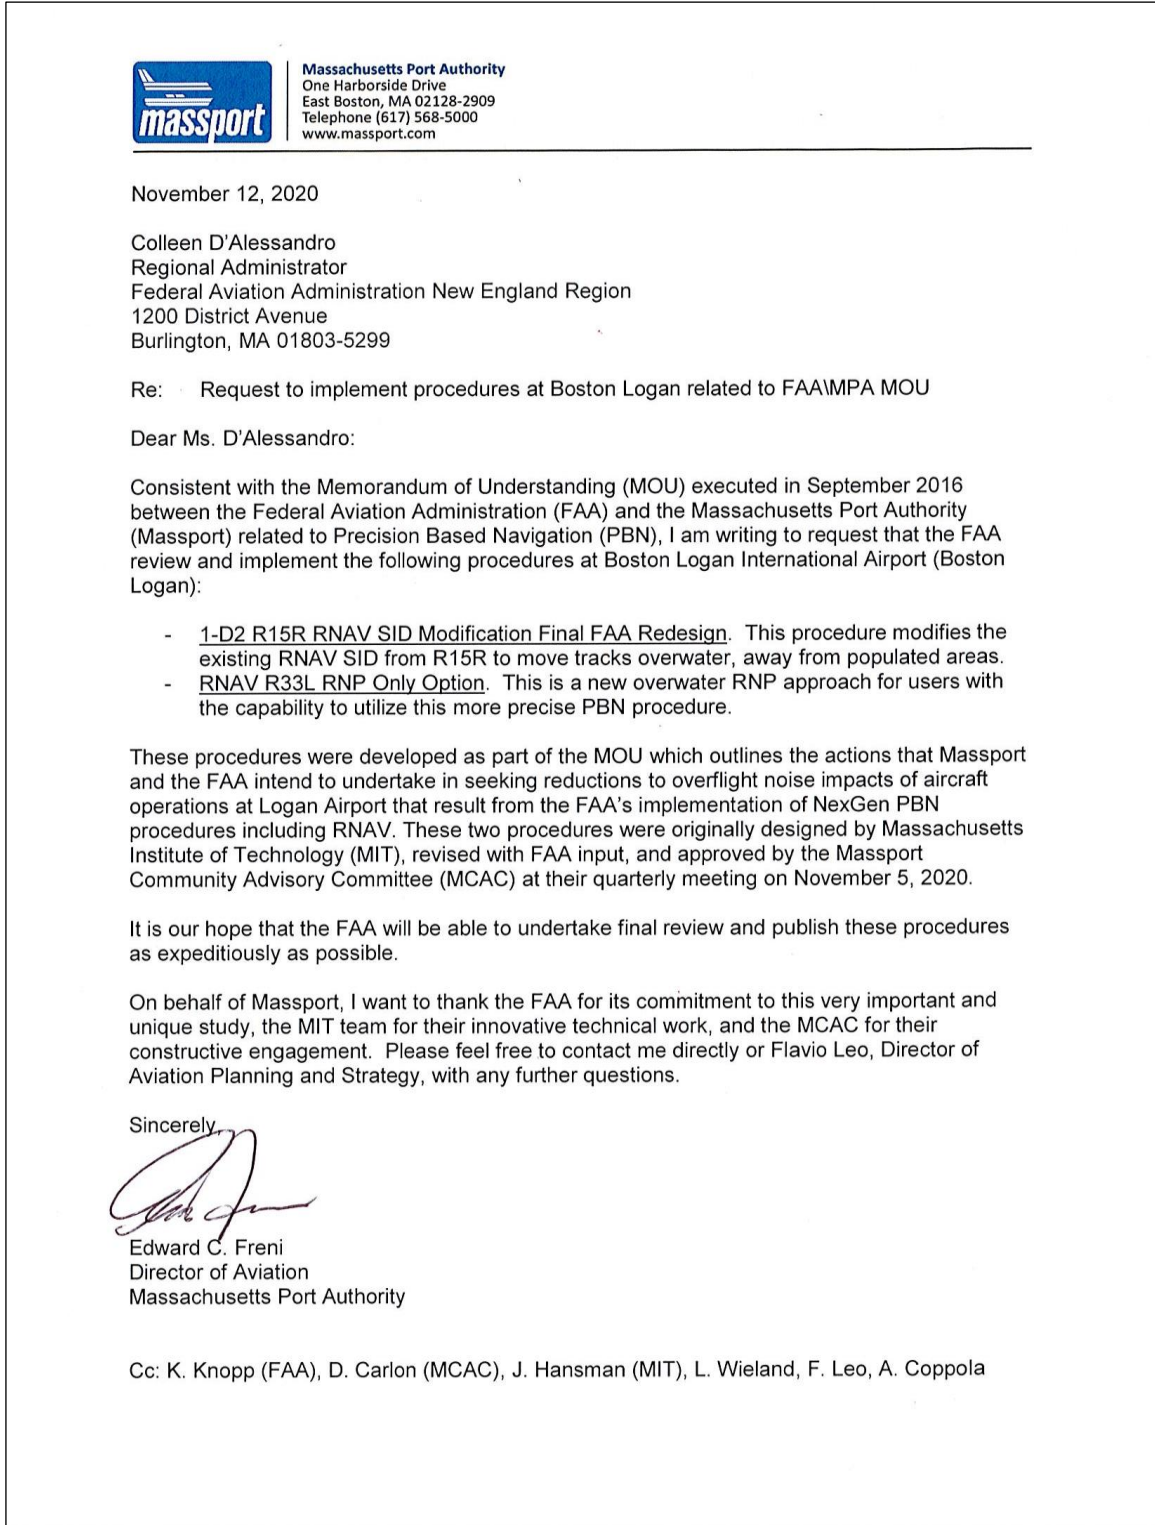 massport
Massachusetts Port Authority
One Harborside Drive
East Boston, MA 02128-2909
Telephone (617) 568-5000
www.massport.com
November 12, 2020
Colleen D'Alessandro
Regional Administrator
Federal Aviation Administration New England Region
1200 District Avenue
Burlington, MA 01803-5299
Re: Request to implement procedures at Boston Logan related to FAA\MPA MOU
Dear Ms. D'Alessandro:
Consistent with the Memorandum of Understanding (MOU) executed in September 2016
between the Federal Aviation Administration (FAA) and the Massachusetts Port Authority
(Massport) related to Precision Based Navigation (PBN), I am writing to request that the FAA
review and implement the following procedures at Boston Logan International Airport (Boston
Logan):
- 1-D2 R15R RNAV SID Modification Final FAA Redesign. This procedure modifies the
existing RNAV SID from R15R to move tracks overwater, away from populated areas.
- RNAV R33L RNP Only Option. This is a new overwater RNP approach for users with
the capability to utilize this more precise PBN procedure.
These procedures were developed as part of the MOU which outlines the actions that Massport
and the FAA intend to undertake in seeking reductions to overflight noise impacts of aircraft
operations at Logan Airport that result from the FAA's implementation of NexGen PBN
procedures including RNAV. These two procedures were originally designed by Massachusetts
Institute of Technology (MIT), revised with FAA input, and approved by the Massport
Community Advisory Committee (MCAC) at their quarterly meeting on November 5, 2020.
It is our hope that the FAA will be able to undertake final review and publish these procedures
as expeditiously as possible.
On behalf of Massport, I want to thank the FAA for its commitment to this very important and
unique study, the MIT team for their innovative technical work, and the MCAC for their
constructive engagement. Please feel free to contact me directly or Flavio Leo, Director of
Aviation Planning and Strategy, with any further questions.
Sincerely,
Edward C. Freni
Director of Aviation
Massachusetts Port Authority
Cc: K. Knopp (FAA), D. Carlon (MCAC), J. Hansman (MIT), L. Wieland, F. Leo, A. Coppola